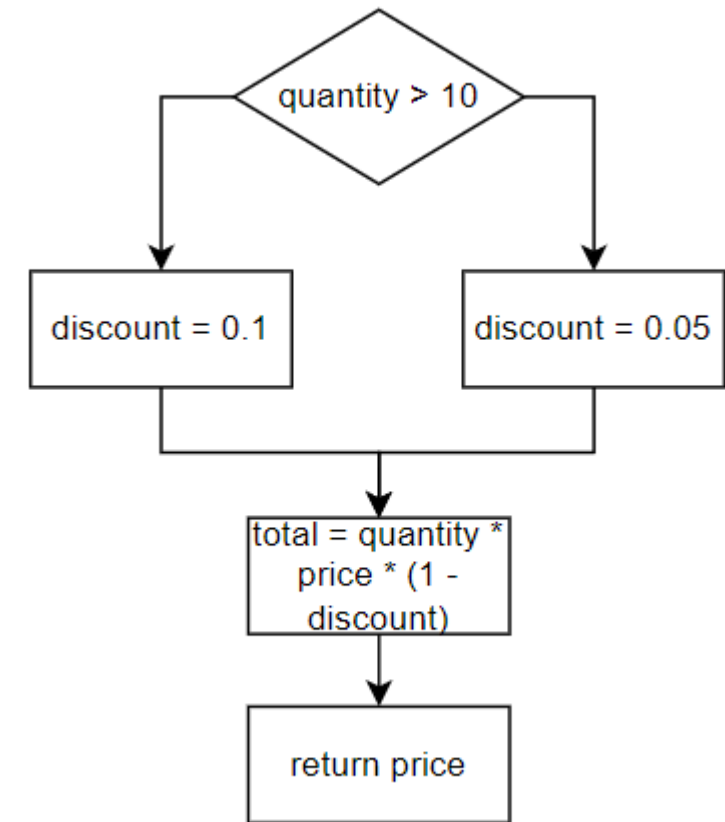 quantity > 10
discount = 0.1
discount = 0.05
total = quantity *
price * (1 -
discount)
return price